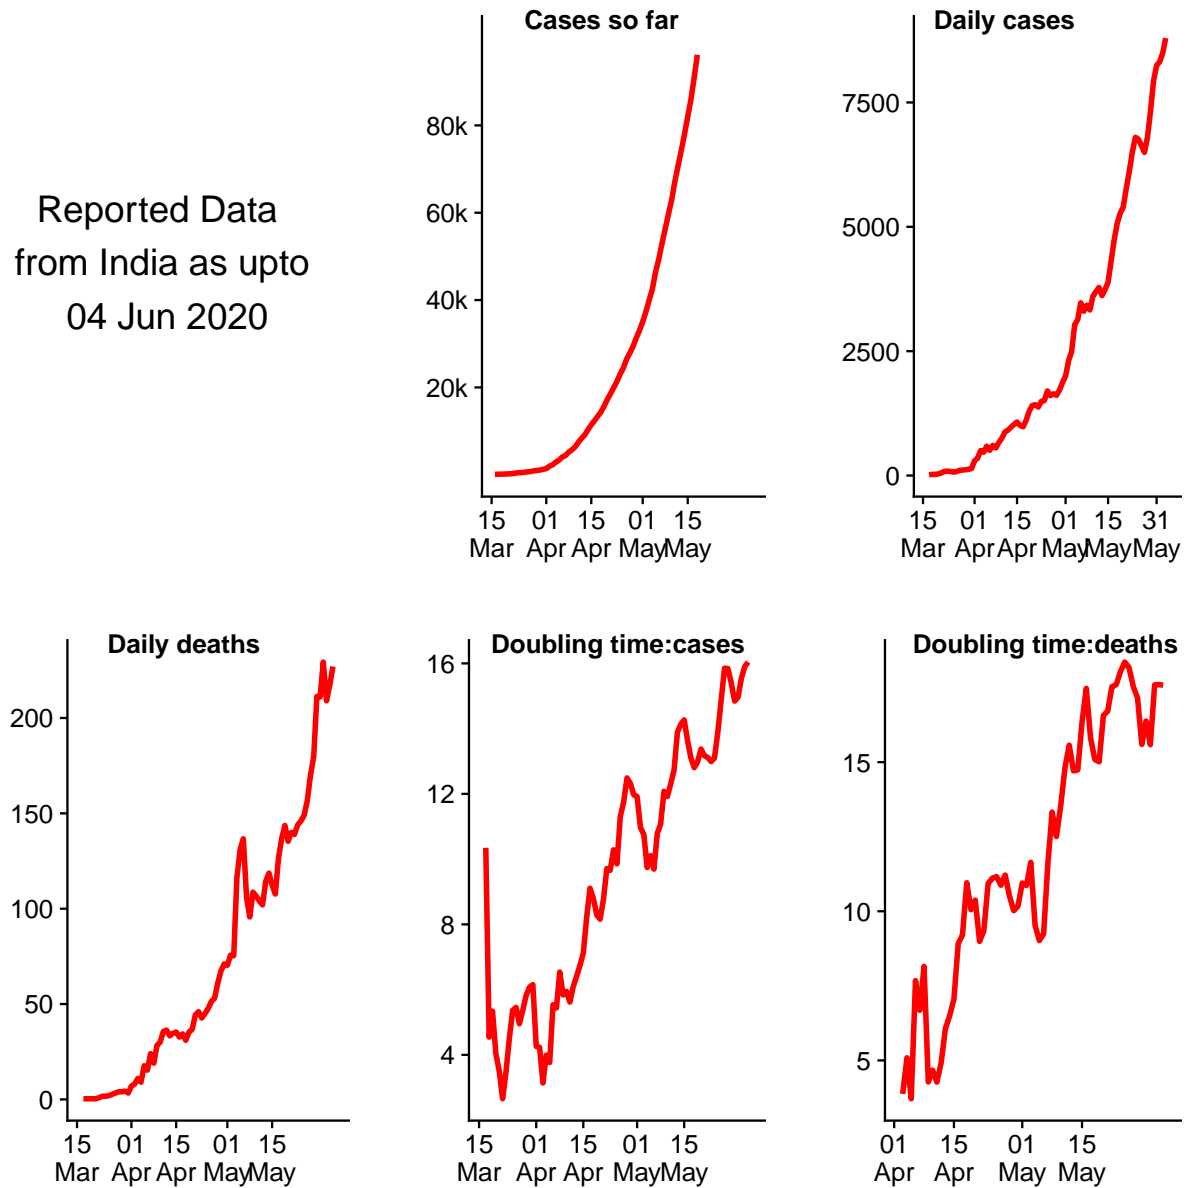 Reported Data
from India as upto
04 Jun 2020
Cases so far
80k
60k
40k
20k
15 01 15 01 15
Mar Apr Apr May May
Daily cases
7500
5000
2500
0
15 01 15 01 15 31
Mar Apr Apr May May May
Daily deaths
200
150
100
50
0
15 01 15 01 15
Mar Apr Apr May May
Doubling time:cases
16
12
8
4
15 01 15 01 15
Mar Apr Apr May May
Doubling time:deaths
15
10
5
01 15 01 15
Apr Apr May May